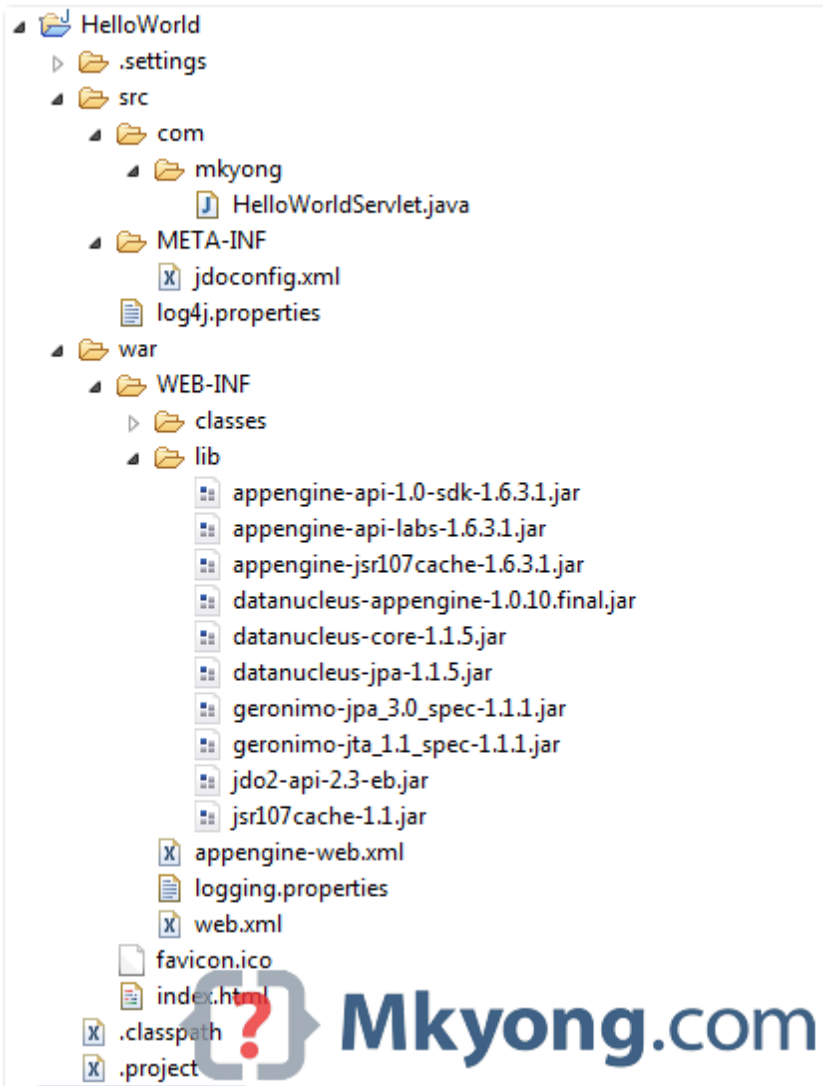 HelloWorld
.settings
src
com
mkyong
HelloWorldServlet.java
META-INF
jdoconfig.xml
log4j.properties
war
WEB-INF
classes
lib
appengine-api-1.0-sdk-1.6.3.1.jar
appengine-api-labs-1.6.3.1.jar
appengine-jsr107cache-1.6.3.1.jar
datanucleus-appengine-1.0.10.final.jar
datanucleus-core-1.1.5.jar
datanucleus-jpa-1.1.5.jar
geronimo-jpa_3.0_spec-1.1.1.jar
geronimo-jta_1.1_spec-1.1.1.jar
jdo2-api-2.3-eb.jar
jsr107cache-1.1.jar
appengine-web.xml
logging.properties
web.xml
favicon.ico
index.html
.classpath
.project
Mkyong.com